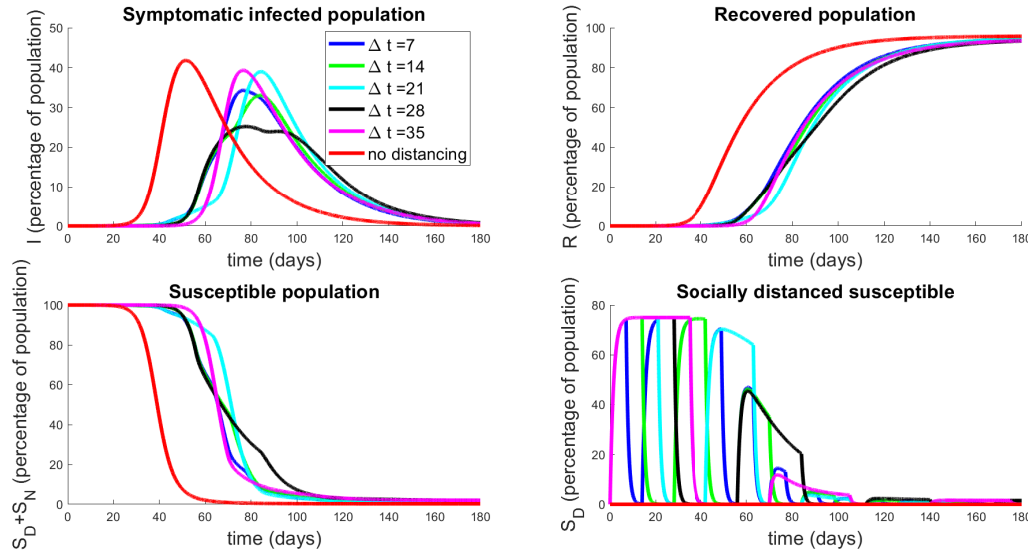 Symptomatic infected population
I (percentage of population)
50
40
30
20
10
0
0 20 40 60 80 100 120 140 160 180
time (days)
Δ t =7
Δ t =14
Δ t =21
Δ t =28
Δ t =35
no distancing
Recovered population
R (percentage of population)
100
80
60
40
20
0
0 20 40 60 80 100 120 140 160 180
time (days)
Susceptible population
S_D+S_N (percentage of population)
100
80
60
40
20
0
0 20 40 60 80 100 120 140 160 180
time (days)
Socially distanced susceptible
S_D (percentage of population)
80
60
40
20
0
0 20 40 60 80 100 120 140 160 180
time (days)